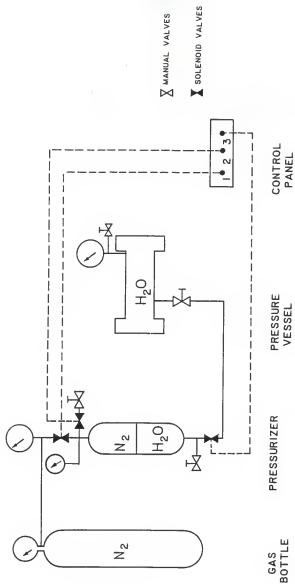 MANUAL VALVES
SOLENOID VALVES
1 2 3
H₂O
N₂
H₂O
N₂
GAS
BOTTLE
PRESSURIZER
PRESSURE
VESSEL
CONTROL
PANEL